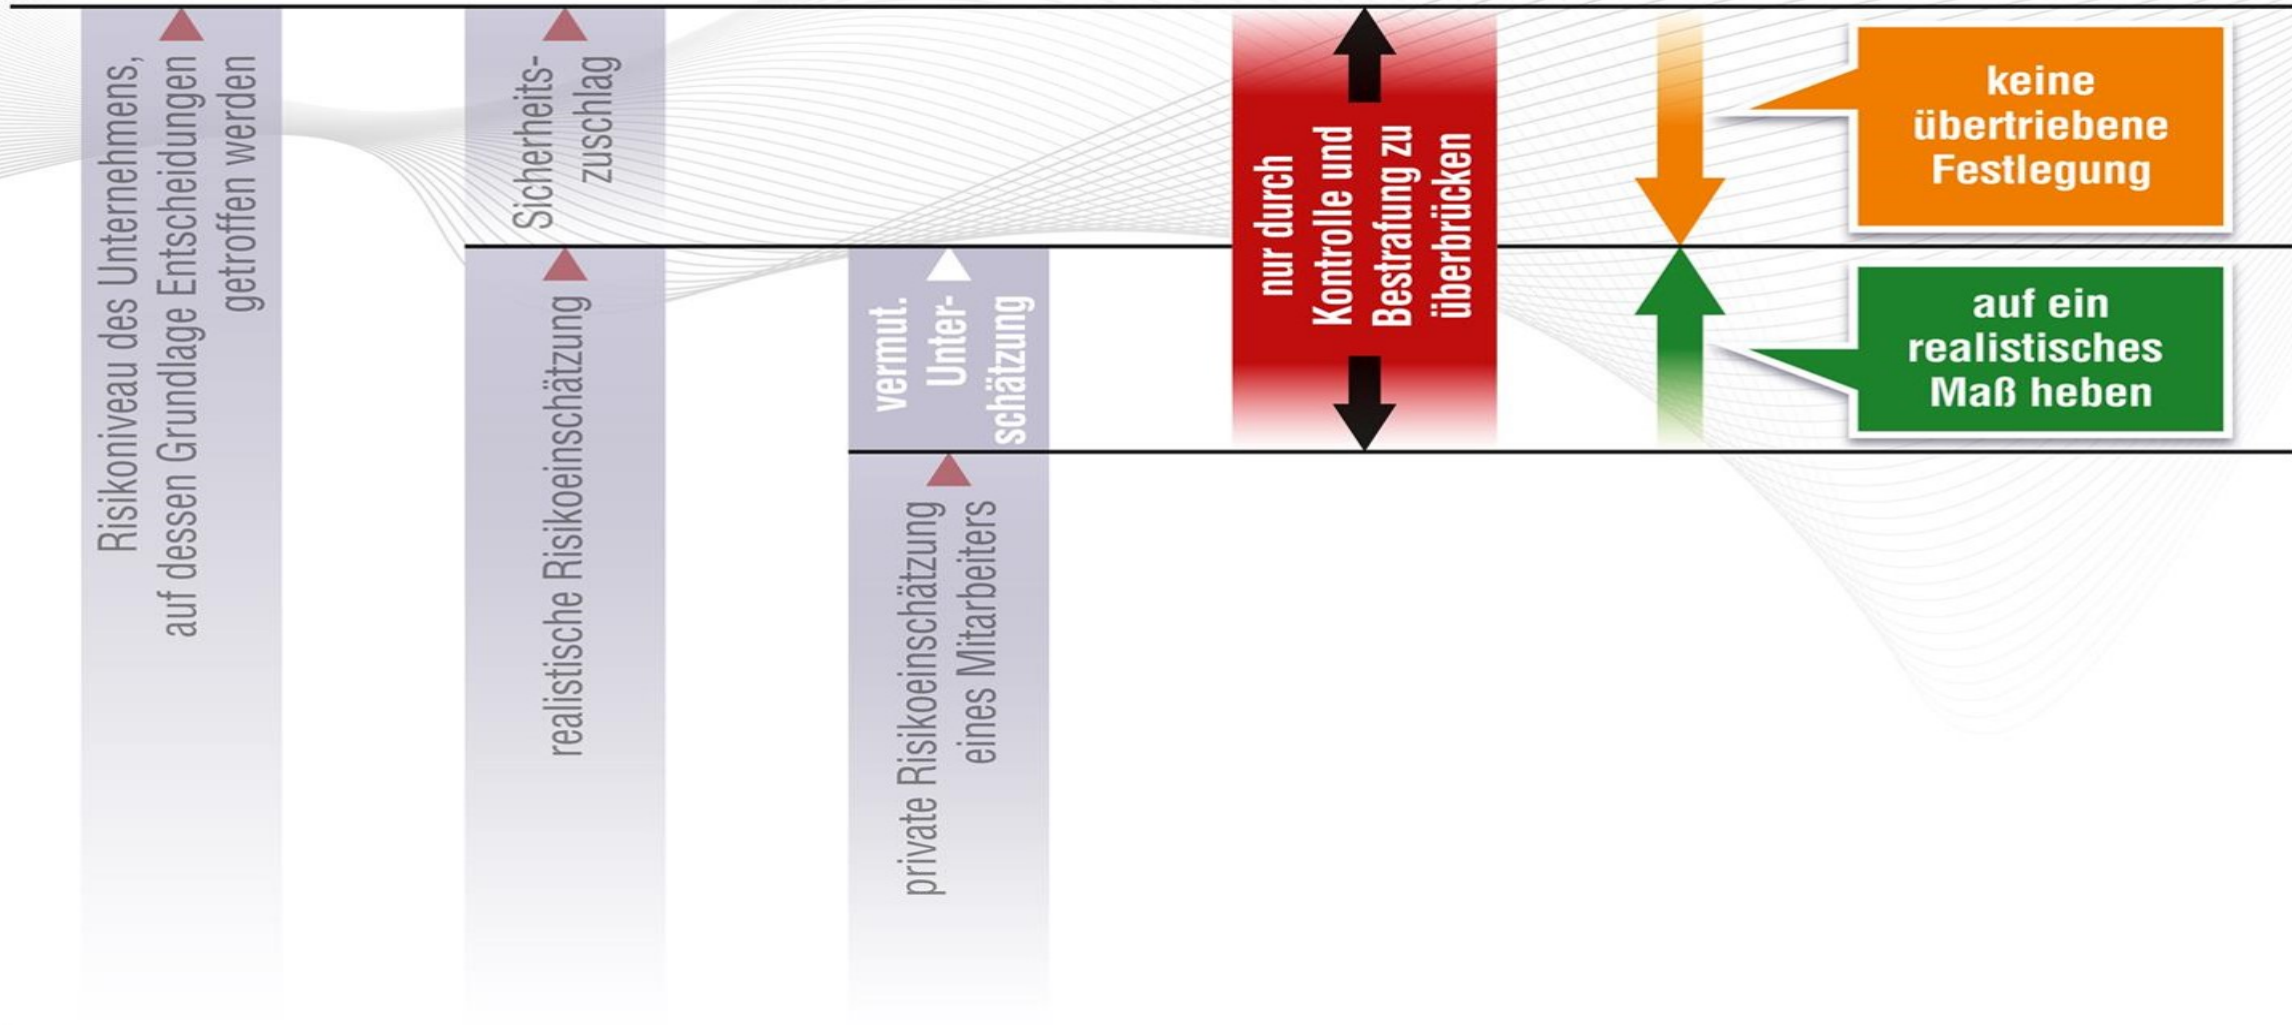 Risikoniveau des Unternehmens,
auf dessen Grundlage Entscheidungen
getroffen werden
Sicherheits-
zuschlag
realistische Risikoeinschätzung
vermut.
Unter-
schätzung
private Risikoeinschätzung
eines Mitarbeiters
nur durch
Kontrolle und
Bestrafung zu
überbrücken
keine
übertriebene
Festlegung
auf ein
realistisches
Maß heben